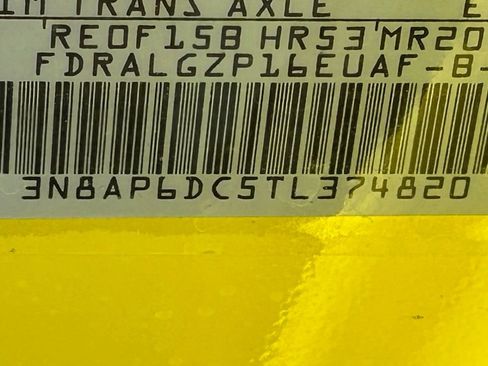 TRANS AXLE
RE0F15B HR53 MR20
FDRALGZP16EUAF-B-
3N8AP6DC5TL374820